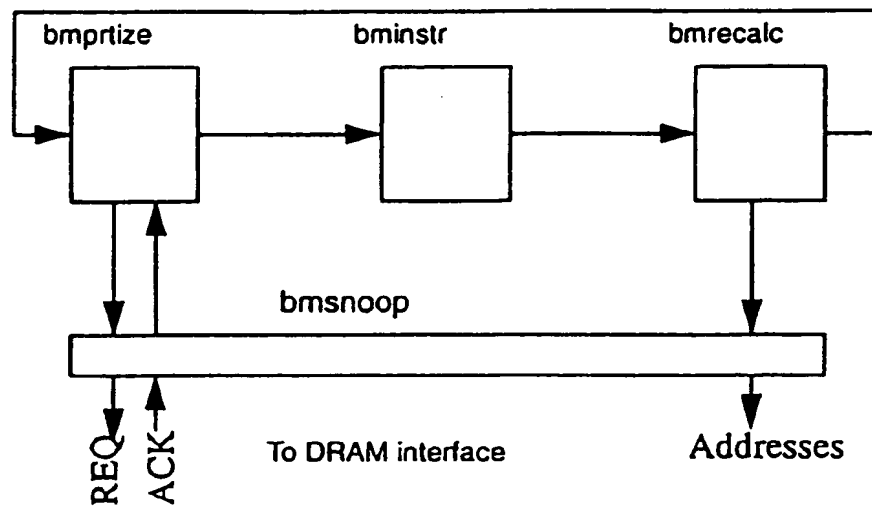 bmprtize
bminstr
bmrecalc
bmsnoop
REQ
ACK
To DRAM interface
Addresses